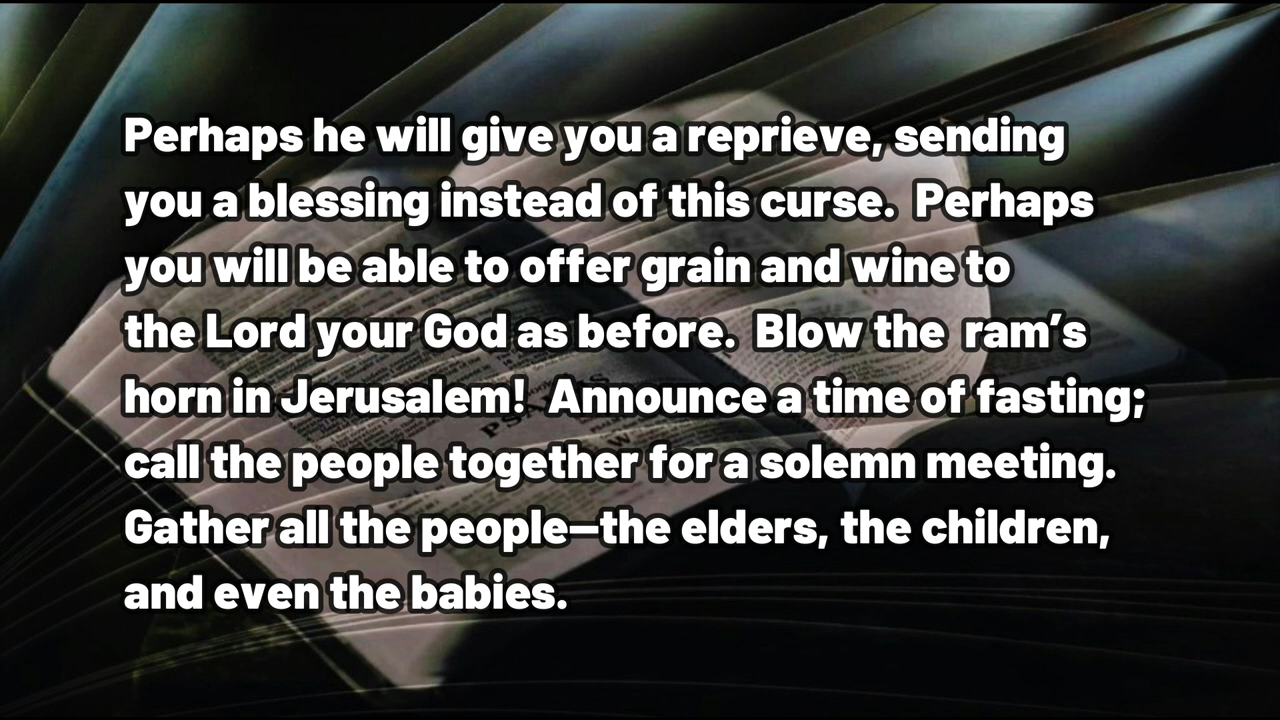 Perhaps he will give you a reprieve, sending
you a blessing instead of this curse.  Perhaps
you will be able to offer grain and wine to
the Lord your God as before.  Blow the  ram’s
horn in Jerusalem!  Announce a time of fasting;
call the people together for a solemn meeting.
Gather all the people—the elders, the children,
and even the babies.